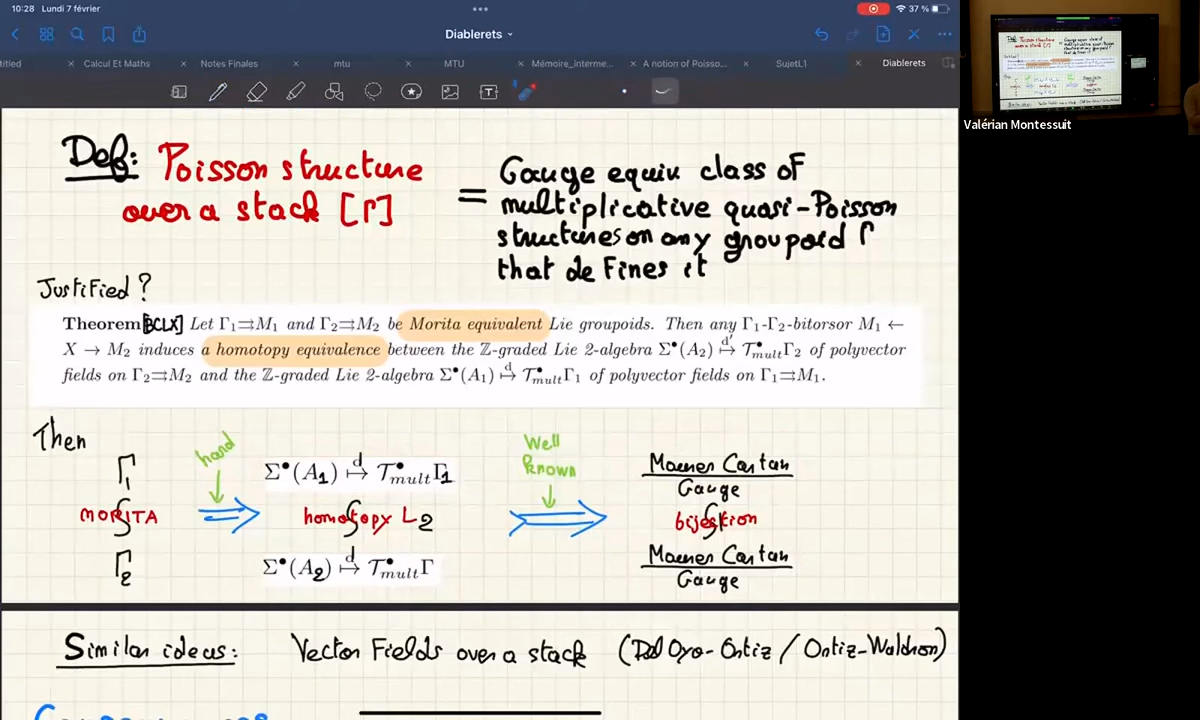 10:28 Lundi 7 février
37 %
Diablerets
ntitled
Calcul Et Maths
Notes Finales
mtu
MTU
Mémoire_interme...
A notion of Poisso...
SujetL1
Diablerets
Def: Poisson structure over a stack [Γ]
= Gauge equiv class of
multiplicative quasi-Poisson
structures on any groupoid Γ
that defines it
Justified?
Theorem [BCLX] Let Γ1⇉M1 and Γ2⇉M2 be Morita equivalent Lie groupoids. Then any Γ1-Γ2-bitorsor M1 ←
X → M2 induces a homotopy equivalence between the ℤ-graded Lie 2-algebra Σ•(A2) d'↦ T•multΓ2 of polyvector
fields on Γ2⇉M2 and the ℤ-graded Lie 2-algebra Σ•(A1) d↦ T•multΓ1 of polyvector fields on Γ1⇉M1.
Then
Γ1
MORITA
Γ2
hard
Σ•(A1) d↦ T•multΓ1
homotopy L2
Σ•(A2) d↦ T•multΓ
Well
known
Maurer Cartan
Gauge
bijection
Maurer Cartan
Gauge
Similar ideas: Vector Fields over a stack (Del Oyo-Ortiz / Ortiz-Waldron)
Valérian Montessuit